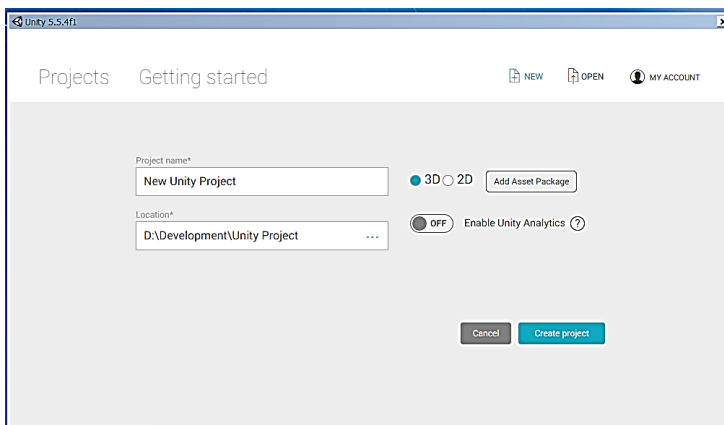 Unity 5.5.4f1
Projects Getting started NEW OPEN MY ACCOUNT
Project name*
New Unity Project 3D 2D Add Asset Package
Location*
D:\Development\Unity Project ... OFF Enable Unity Analytics ?
Cancel Create project